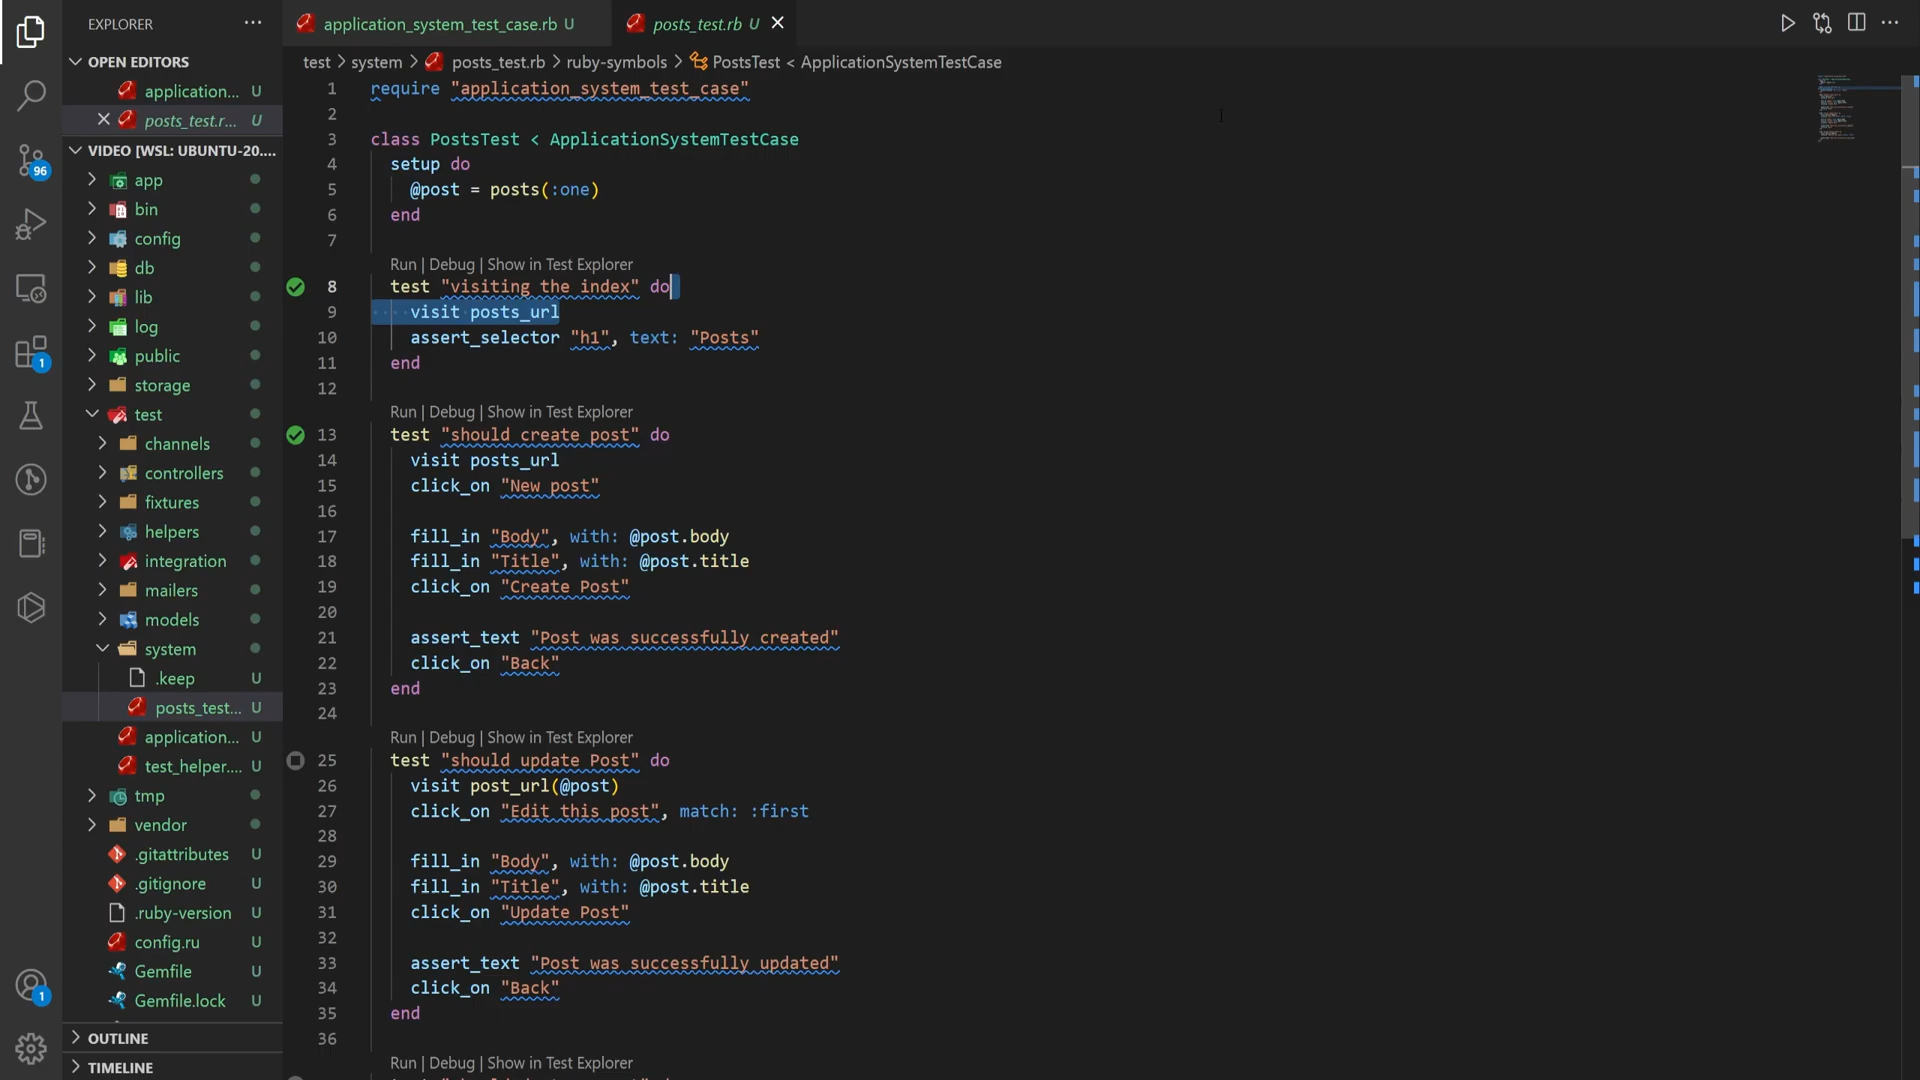 EXPLORER
OPEN EDITORS
application... U
posts_test.r... U
VIDEO [WSL: UBUNTU-20....
app
bin
config
db
lib
log
public
storage
test
channels
controllers
fixtures
helpers
integration
mailers
models
system
.keep U
posts_test... U
application... U
test_helper.... U
tmp
vendor
.gitattributes U
.gitignore U
.ruby-version U
config.ru U
Gemfile U
Gemfile.lock U
OUTLINE
TIMELINE
96
1
1
application_system_test_case.rb U
posts_test.rb U
test > system > posts_test.rb > ruby-symbols > PostsTest < ApplicationSystemTestCase
1 require "application_system_test_case"
2
3 class PostsTest < ApplicationSystemTestCase
4 setup do
5 @post = posts(:one)
6 end
7
Run | Debug | Show in Test Explorer
8 test "visiting the index" do
9 visit posts_url
10 assert_selector "h1", text: "Posts"
11 end
12
Run | Debug | Show in Test Explorer
13 test "should create post" do
14 visit posts_url
15 click_on "New post"
16
17 fill_in "Body", with: @post.body
18 fill_in "Title", with: @post.title
19 click_on "Create Post"
20
21 assert_text "Post was successfully created"
22 click_on "Back"
23 end
24
Run | Debug | Show in Test Explorer
25 test "should update Post" do
26 visit post_url(@post)
27 click_on "Edit this post", match: :first
28
29 fill_in "Body", with: @post.body
30 fill_in "Title", with: @post.title
31 click_on "Update Post"
32
33 assert_text "Post was successfully updated"
34 click_on "Back"
35 end
36
Run | Debug | Show in Test Explorer